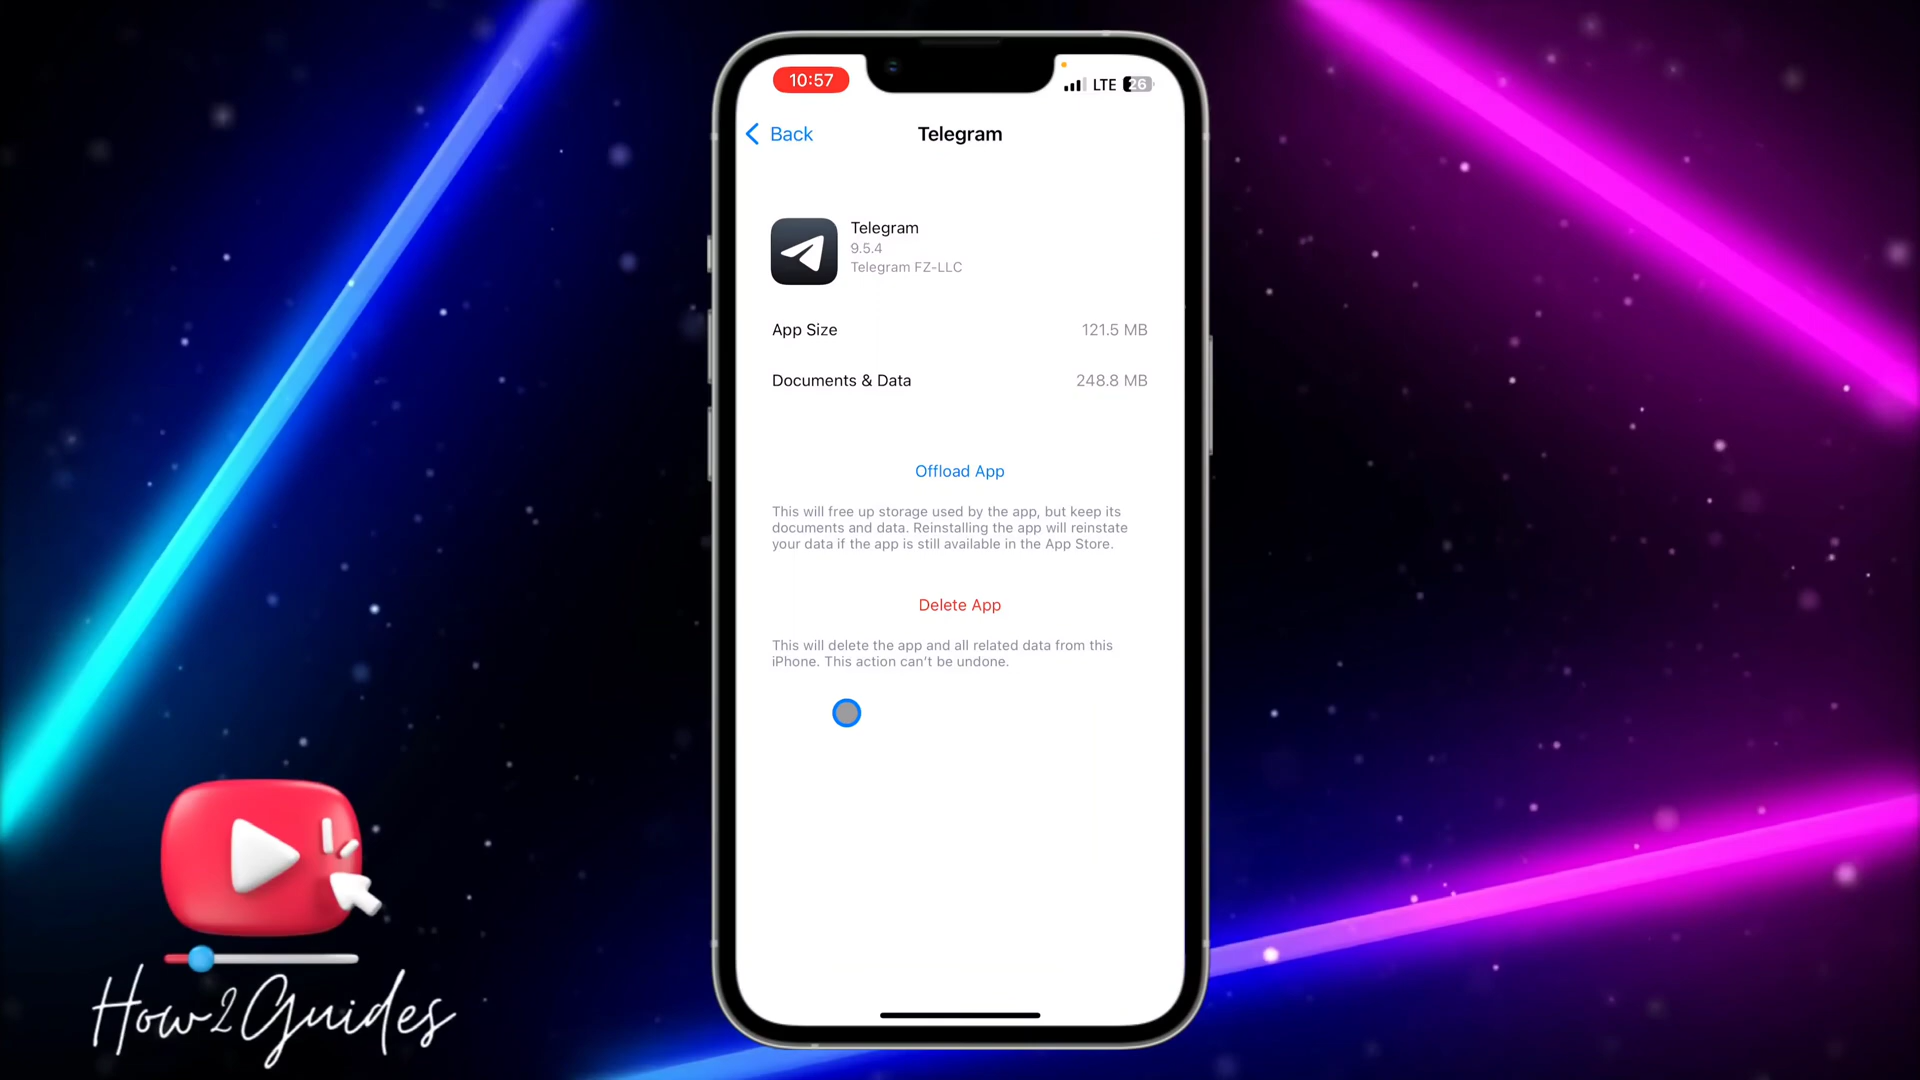 10:57
LTE 26
Back
Telegram
Telegram
9.5.4
Telegram FZ-LLC
App Size 121.5 MB
Documents & Data 248.8 MB
Offload App
This will free up storage used by the app, but keep its
documents and data. Reinstalling the app will reinstate
your data if the app is still available in the App Store.
Delete App
This will delete the app and all related data from this
iPhone. This action can't be undone.
How2Guides